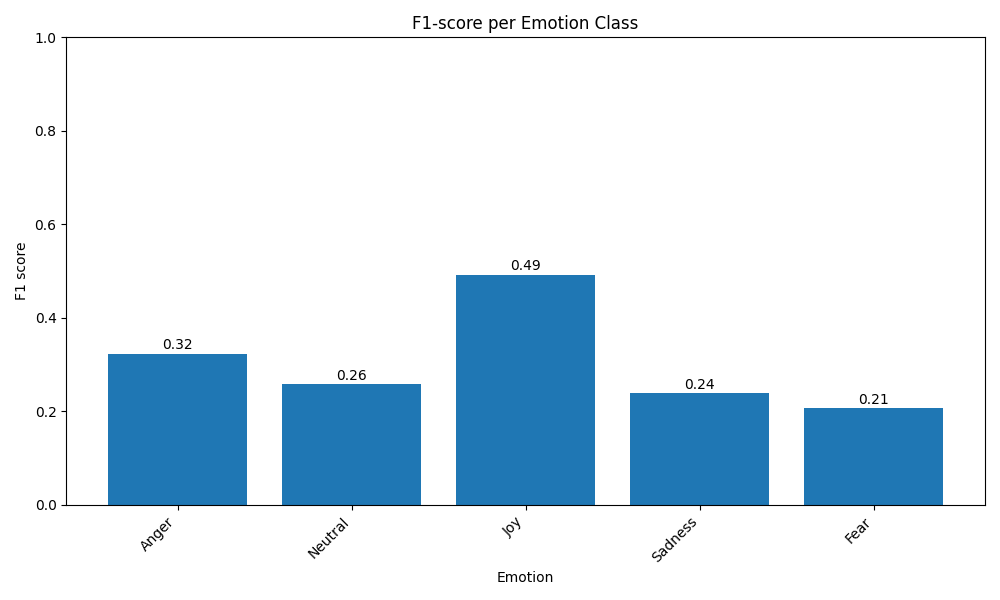 F1-score per Emotion Class
1.0
0.8
0.6
0.4
0.2
0.0
F1 score
0.32
0.26
0.49
0.24
0.21
Anger
Neutral
Joy
Sadness
Fear
Emotion